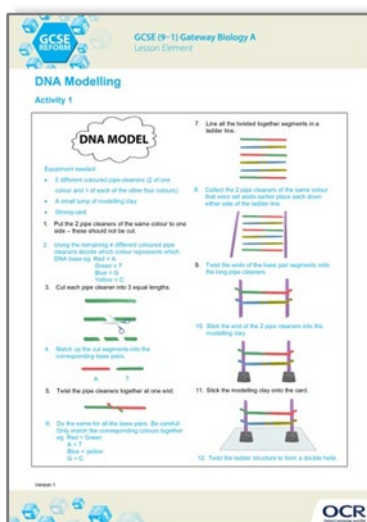 GCSE
REFORM
GCSE (9–1) Gateway Biology A
Lesson Element
DNA Modelling
Activity 1
DNA MODEL
Equipment needed
• 5 different coloured pipe cleaners (2 of one
colour and 1 of each of the other four colours)
• A small lump of modelling clay
• Strong card
1. Put the 2 pipe cleaners of the same colour to one
side – these should not be cut.
2. Using the remaining 4 different coloured pipe
cleaners decide which colour represents which
DNA base eg Red = A
Green = T
Blue = G
Yellow = C
3. Cut each pipe cleaner into 3 equal lengths.
4. Match up the cut segments into the
corresponding base pairs.
A T
5. Twist the pipe cleaners together at one end.
6. Do the same for all the base pairs. Be careful!
Only match the corresponding colours together
eg Red = Green
A = T
Blue = yellow
G = C
7. Line all the twisted together segments in a
ladder line.
8. Collect the 2 pipe cleaners of the same colour
that were set aside earlier place each down
either side of the ladder line.
9. Twist the ends of the base pair segments onto
the long pipe cleaners.
10. Stick the end of the 2 pipe cleaners into the
modelling clay.
11. Stick the modelling clay onto the card.
12. Twist the ladder structure to form a double helix.
Version 1
OCR